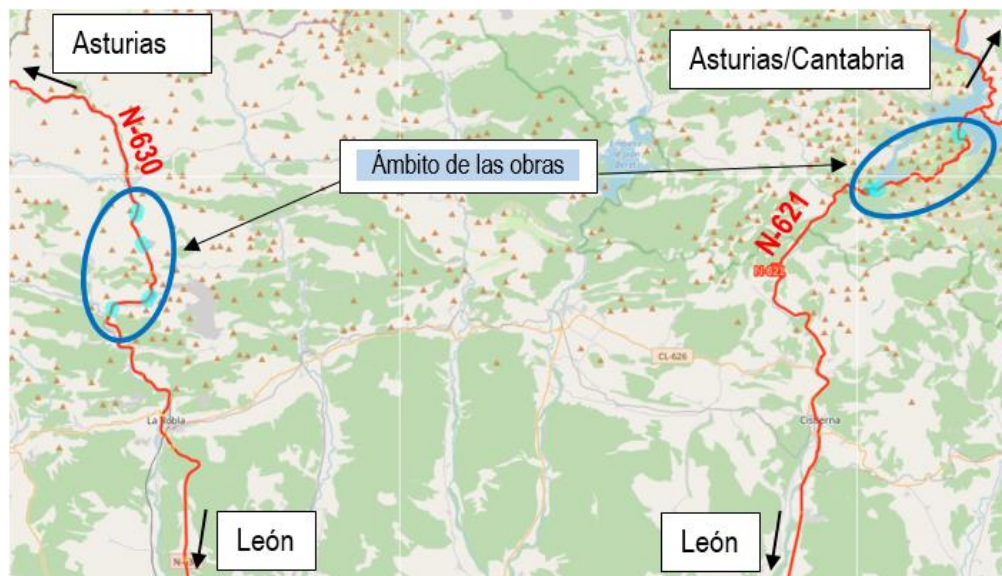 Asturias
Asturias/Cantabria
N-630
Ámbito de las obras
N-621
N-621
CL-626
La Robla
Cistierna
León
León